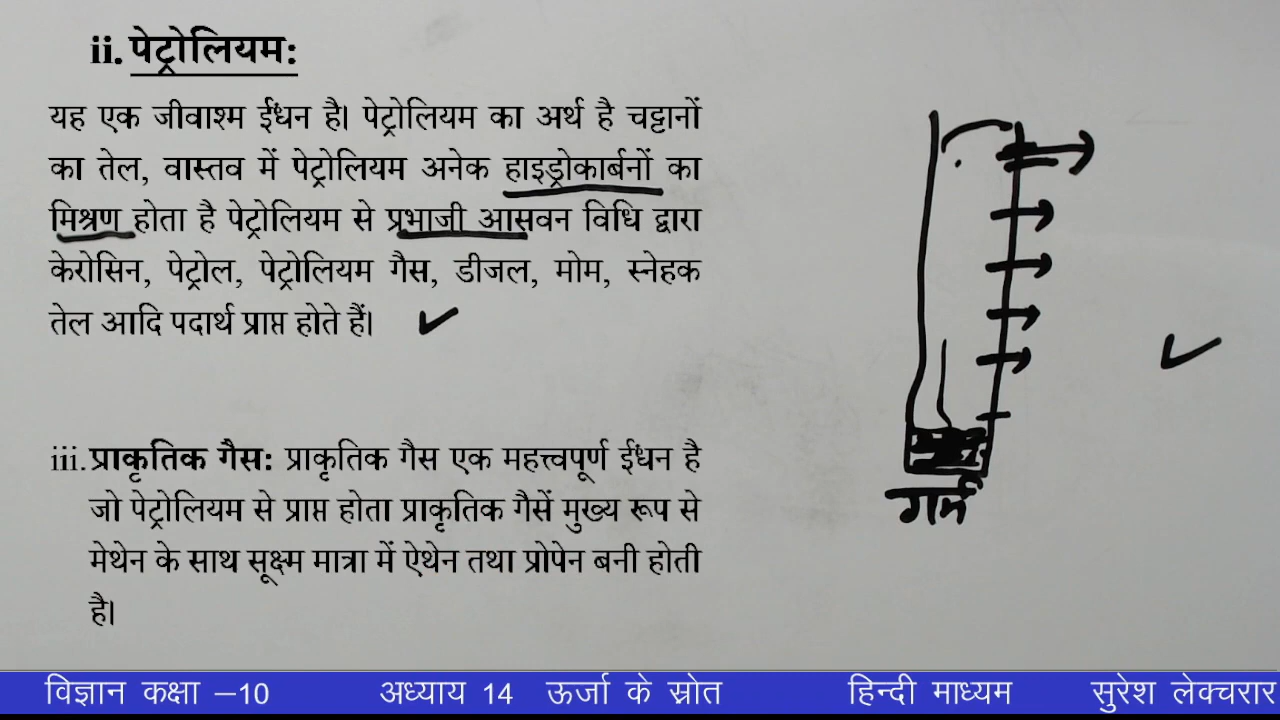 ii. पेट्रोलियम:
यह एक जीवाश्म ईंधन है। पेट्रोलियम का अर्थ है चट्टानों
का तेल, वास्तव में पेट्रोलियम अनेक हाइड्रोकार्बनों का
मिश्रण होता है पेट्रोलियम से प्रभाजी आसवन विधि द्वारा
केरोसिन, पेट्रोल, पेट्रोलियम गैस, डीजल, मोम, स्नेहक
तेल आदि पदार्थ प्राप्त होते हैं।
iii. प्राकृतिक गैस: प्राकृतिक गैस एक महत्त्वपूर्ण ईंधन है
जो पेट्रोलियम से प्राप्त होता प्राकृतिक गैसें मुख्य रूप से
मेथेन के साथ सूक्ष्म मात्रा में ऐथेन तथा प्रोपेन बनी होती
है।
गर्म
विज्ञान कक्षा –10 अध्याय 14 ऊर्जा के स्रोत हिन्दी माध्यम सुरेश लेक्चरार